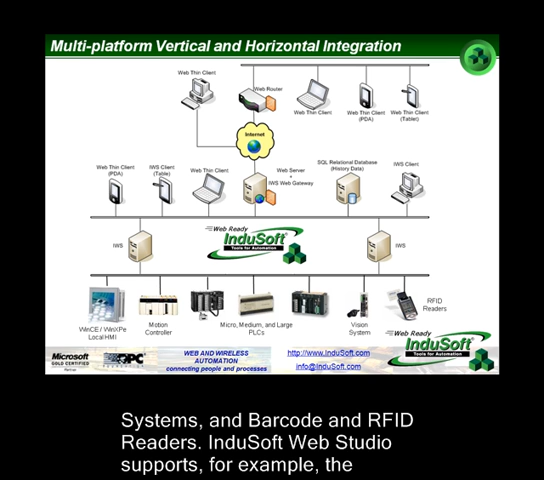 Multi-platform Vertical and Horizontal Integration
Web Thin Client
Web Router
Web Thin Client
Web Thin Client
(PDA)
Web Thin Client
(Tablet)
Internet
Web Thin Client
(PDA)
IWS Client
(Table)
Web Thin Client
Web Server
+
IWS Web Gateway
SQL Relational Database
(History Data)
IWS Client
IWS
Web Ready
InduSoft
Tools for Automation
IWS
WinCE / WinXPe
Local HMI
Motion
Controller
Micro, Medium, and Large
PLCs
Vision
System
RFID
Readers
Web Ready
InduSoft
Tools for Automation
Microsoft
GOLD CERTIFIED
Partner
OPC
FOUNDATION
WEB AND WIRELESS
AUTOMATION
connecting people and processes
http://www.InduSoft.com
info@InduSoft.com
Systems, and Barcode and RFID
Readers. InduSoft Web Studio
supports, for example, the